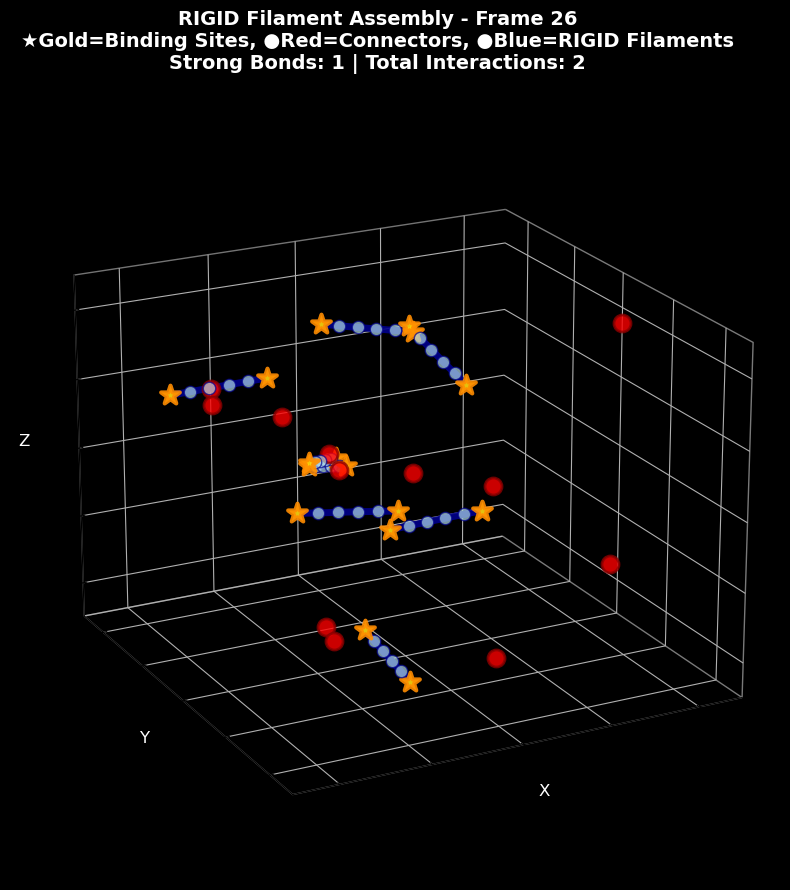 RIGID Filament Assembly - Frame 26
★Gold=Binding Sites, ●Red=Connectors, ●Blue=RIGID Filaments
Strong Bonds: 1 | Total Interactions: 2
Z
Y
X